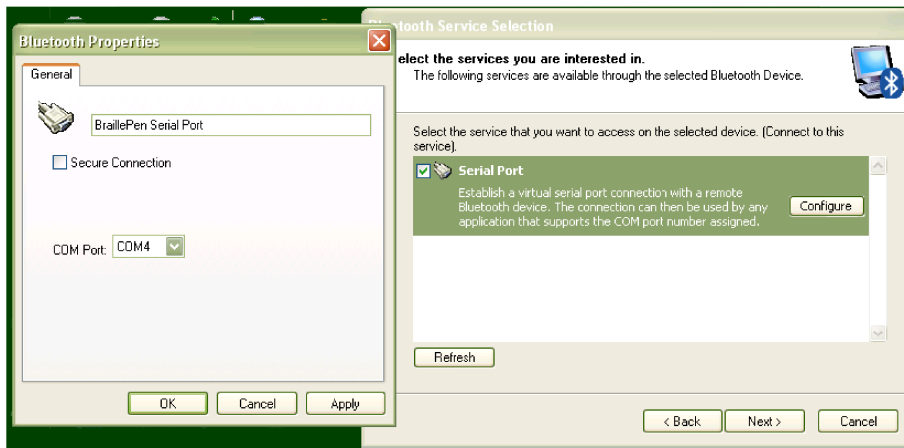 Bluetooth Properties
General
BraillePen Serial Port
Secure Connection
COM Port: COM4
OK Cancel Apply
tooth Service Selection
elect the services you are interested in.
The following services are available through the selected Bluetooth Device.
Select the service that you want to access on the selected device. (Connect to this
service).
Serial Port
Establish a virtual serial port connection with a remote
Bluetooth device. The connection can then be used by any
application that supports the COM port number assigned.
Configure
Refresh
< Back Next > Cancel